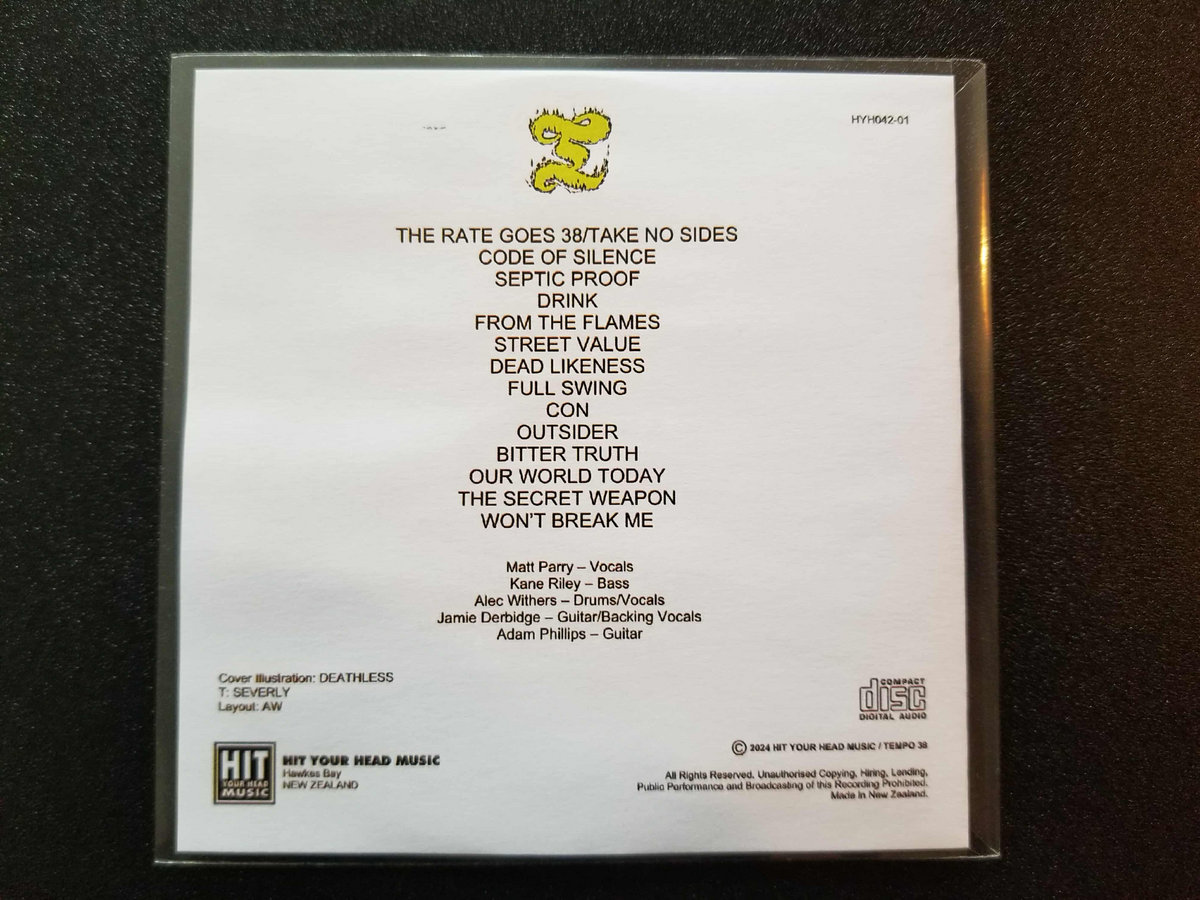 HYH042-01
THE RATE GOES 38/TAKE NO SIDES
CODE OF SILENCE
SEPTIC PROOF
DRINK
FROM THE FLAMES
STREET VALUE
DEAD LIKENESS
FULL SWING
CON
OUTSIDER
BITTER TRUTH
OUR WORLD TODAY
THE SECRET WEAPON
WON'T BREAK ME
Matt Parry – Vocals
Kane Riley – Bass
Alec Withers – Drums/Vocals
Jamie Derbidge – Guitar/Backing Vocals
Adam Phillips – Guitar
Cover Illustration: DEATHLESS
T: SEVERLY
Layout: AW
COMPACT
disc
DIGITAL AUDIO
HIT
YOUR HEAD
MUSIC
HIT YOUR HEAD MUSIC
Hawkes Bay
NEW ZEALAND
© 2024 HIT YOUR HEAD MUSIC / TEMPO 38
All Rights Reserved. Unauthorised Copying, Hiring, Lending,
Public Performance and Broadcasting of this Recording Prohibited.
Made in New Zealand.